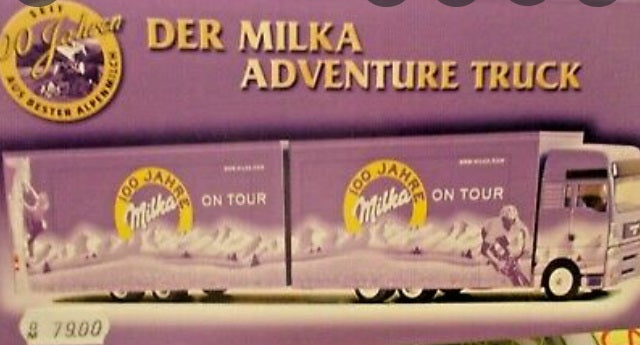 SEIT
100 Jahren
AUS BESTER ALPENMILCH
DER MILKA
ADVENTURE TRUCK
100 JAHRE
Milka
ON TOUR
100 JAHRE
Milka
ON TOUR
79.00